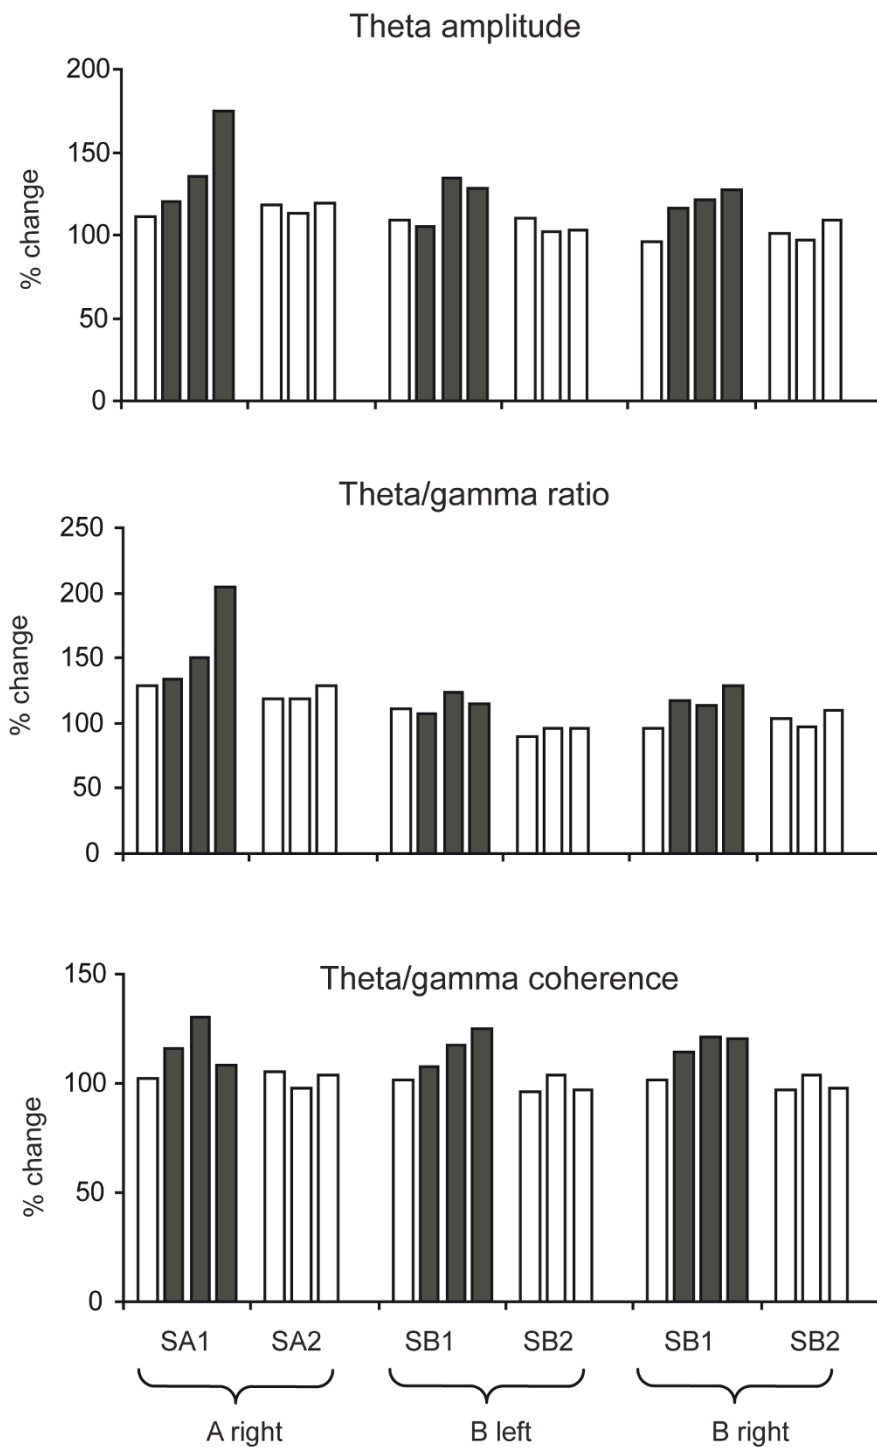 Theta amplitude
200
150
100
50
0
% change
Theta/gamma ratio
250
200
150
100
50
0
% change
Theta/gamma coherence
150
100
50
0
% change
SA1 SA2 SB1 SB2 SB1 SB2
A right B left B right